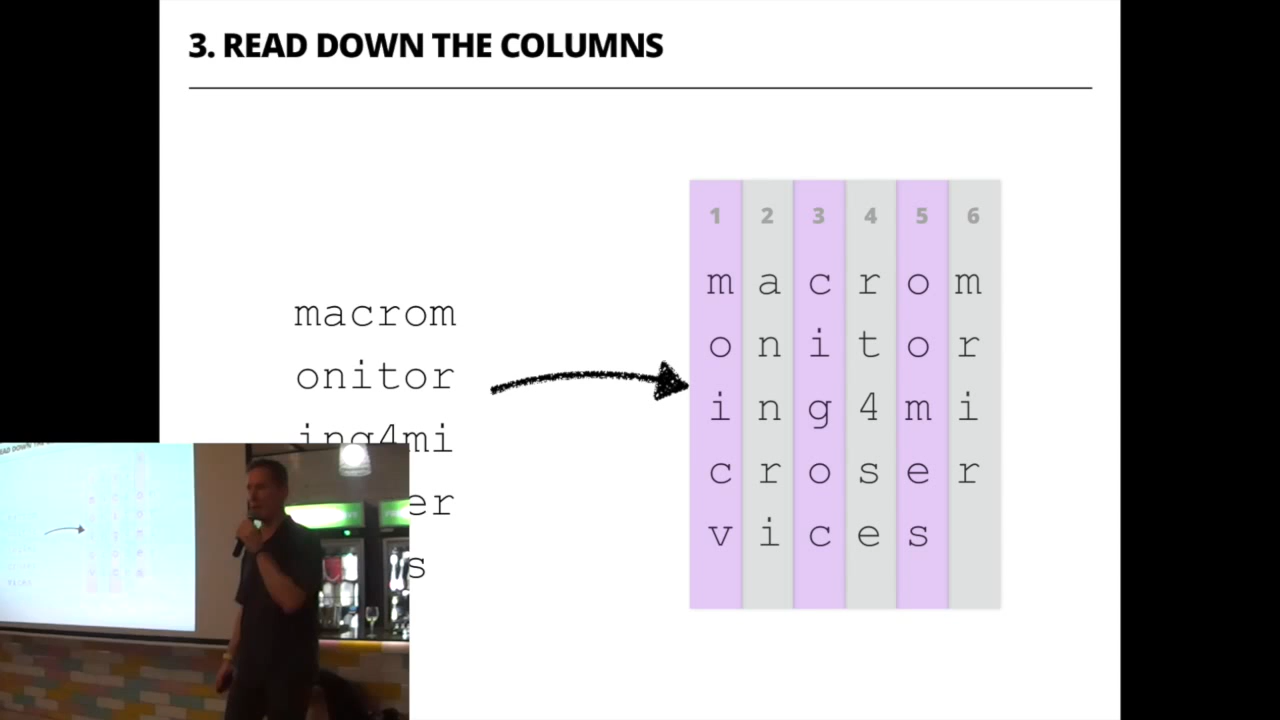 3. READ DOWN THE COLUMNS
macrom
onitor
ing4mi
er
s
1 2 3 4 5 6
m a c r o m
o n i t o r
i n g 4 m i
c r o s e r
v i c e s